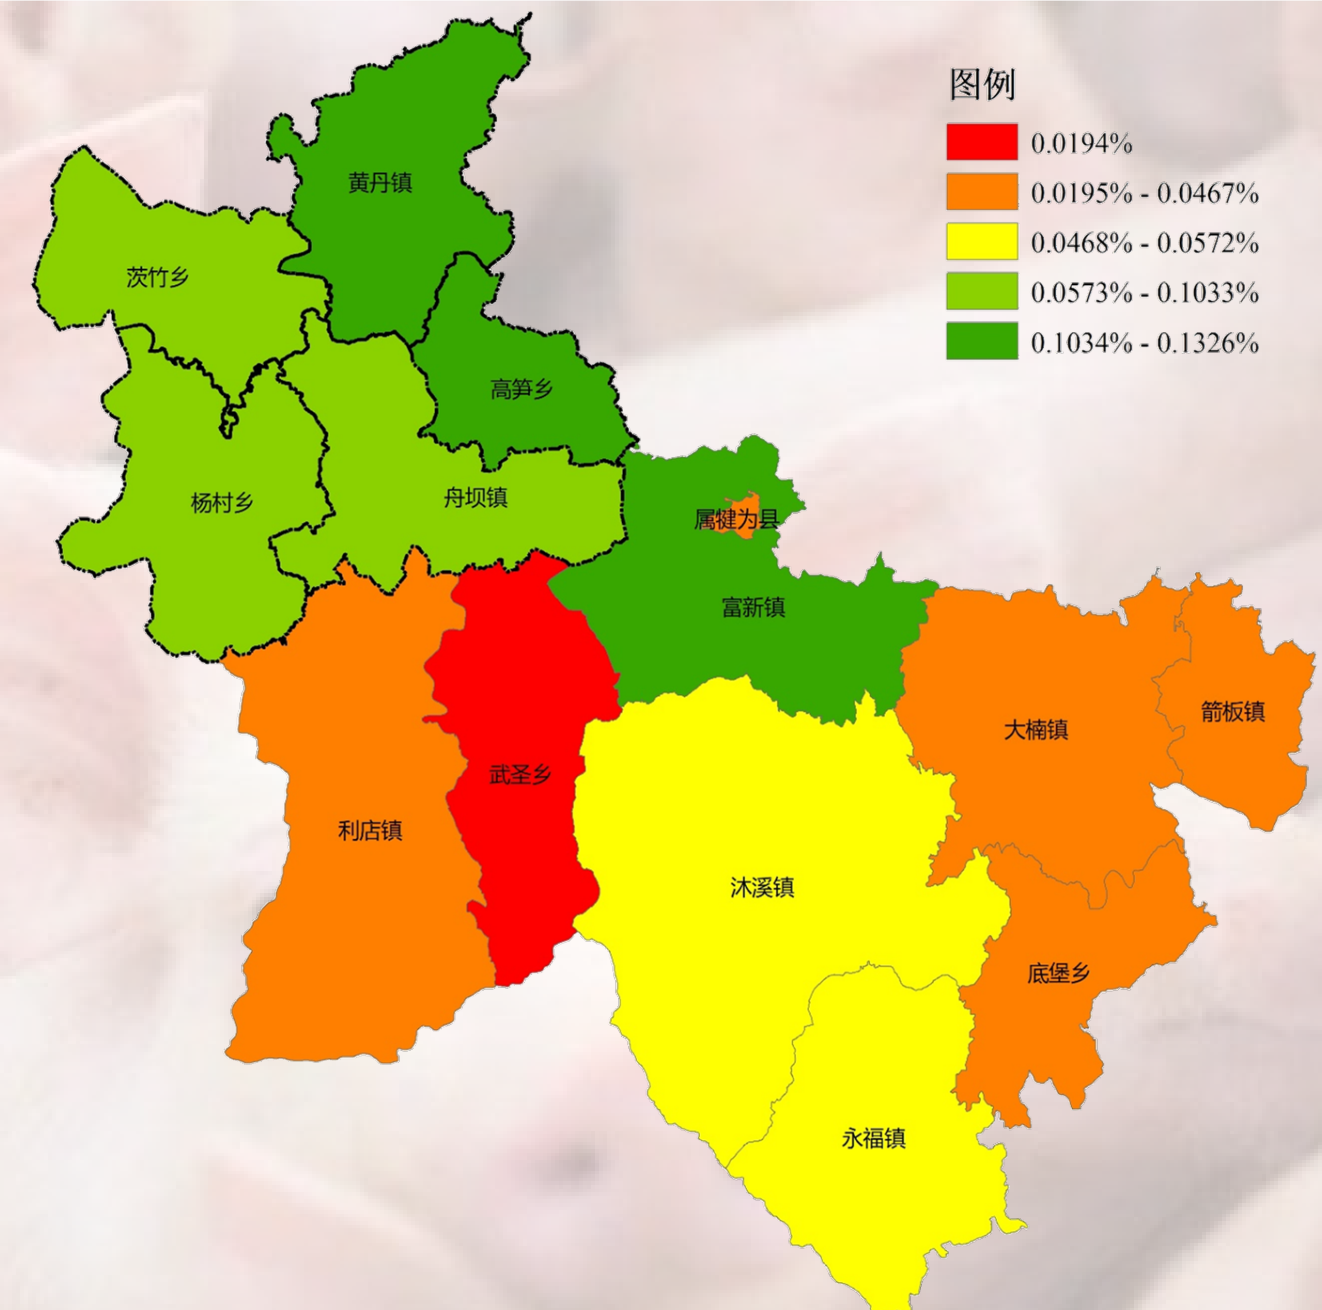 图例
0.0194%
0.0195% - 0.0467%
0.0468% - 0.0572%
0.0573% - 0.1033%
0.1034% - 0.1326%
黄丹镇
茨竹乡
高笋乡
杨村乡
舟坝镇
属犍为县
富新镇
大楠镇
箭板镇
武圣乡
利店镇
沐溪镇
底堡乡
永福镇